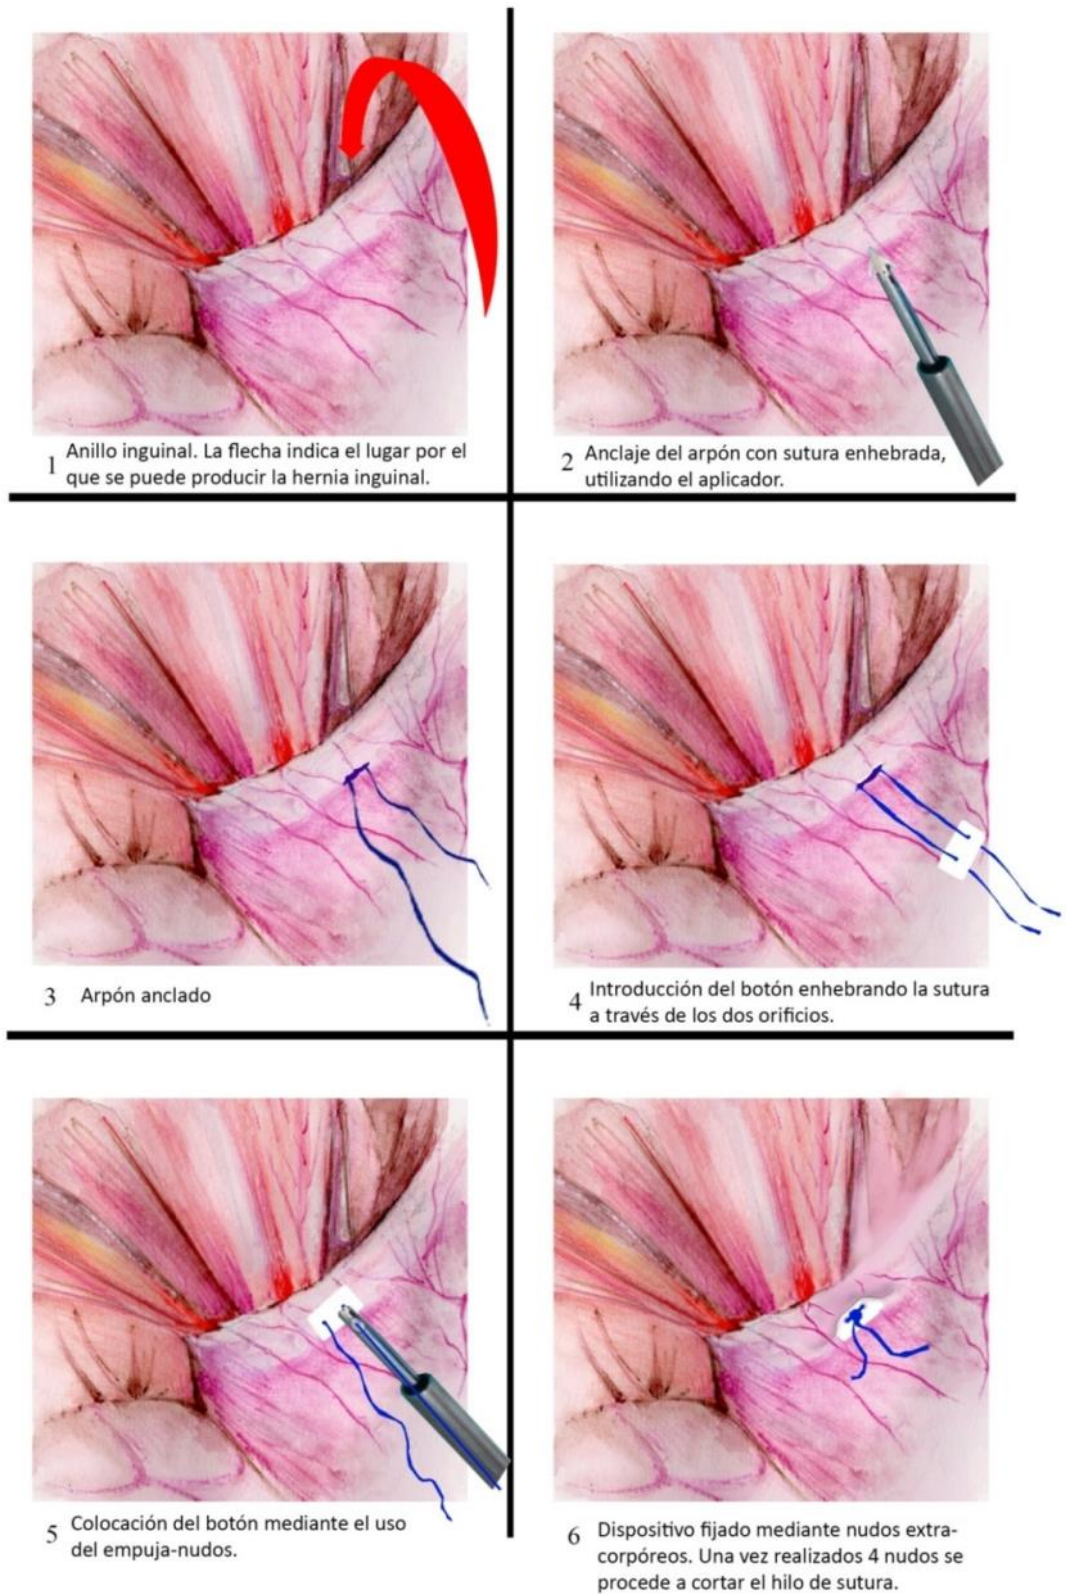 1 Anillo inguinal. La flecha indica el lugar por el
que se puede producir la hernia inguinal.
2 Anclaje del arpón con sutura enhebrada,
utilizando el aplicador.
3 Arpón anclado
4 Introducción del botón enhebrando la sutura
a través de los dos orificios.
5 Colocación del botón mediante el uso
del empuja-nudos.
6 Dispositivo fijado mediante nudos extra-
corpóreos. Una vez realizados 4 nudos se
procede a cortar el hilo de sutura.